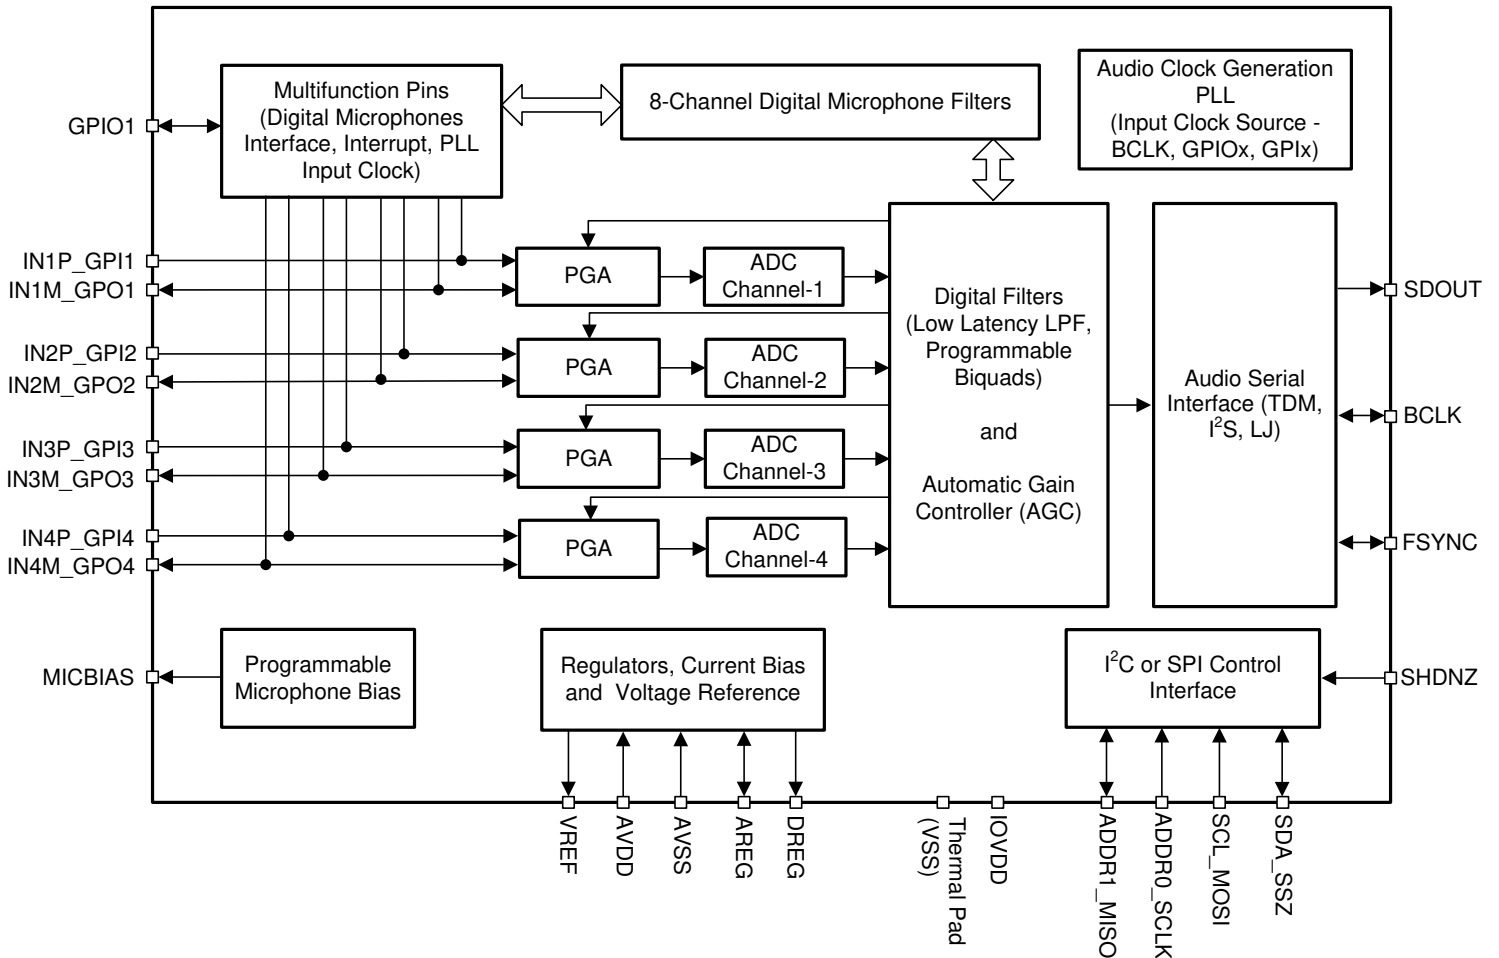 Multifunction Pins
(Digital Microphones
Interface, Interrupt, PLL
Input Clock)
8-Channel Digital Microphone Filters
Audio Clock Generation
PLL
(Input Clock Source -
BCLK, GPIOx, GPIx)
GPIO1
IN1P_GPI1
IN1M_GPO1
IN2P_GPI2
IN2M_GPO2
IN3P_GPI3
IN3M_GPO3
IN4P_GPI4
IN4M_GPO4
MICBIAS
PGA
ADC
Channel-1
PGA
ADC
Channel-2
PGA
ADC
Channel-3
PGA
ADC
Channel-4
Digital Filters
(Low Latency LPF,
Programmable
Biquads)
and
Automatic Gain
Controller (AGC)
Audio Serial
Interface (TDM,
I²S, LJ)
SDOUT
BCLK
FSYNC
SHDNZ
Programmable
Microphone Bias
Regulators, Current Bias
and Voltage Reference
I²C or SPI Control
Interface
VREF
AVDD
AVSS
AREG
DREG
Thermal Pad
(VSS)
IOVDD
ADDR1_MISO
ADDR0_SCLK
SCL_MOSI
SDA_SSZ